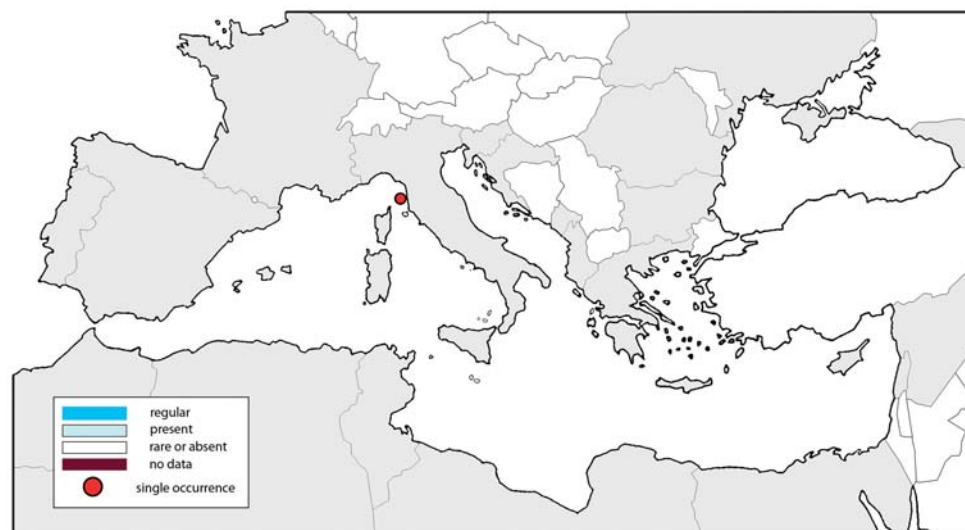 regular
present
rare or absent
no data
single occurrence